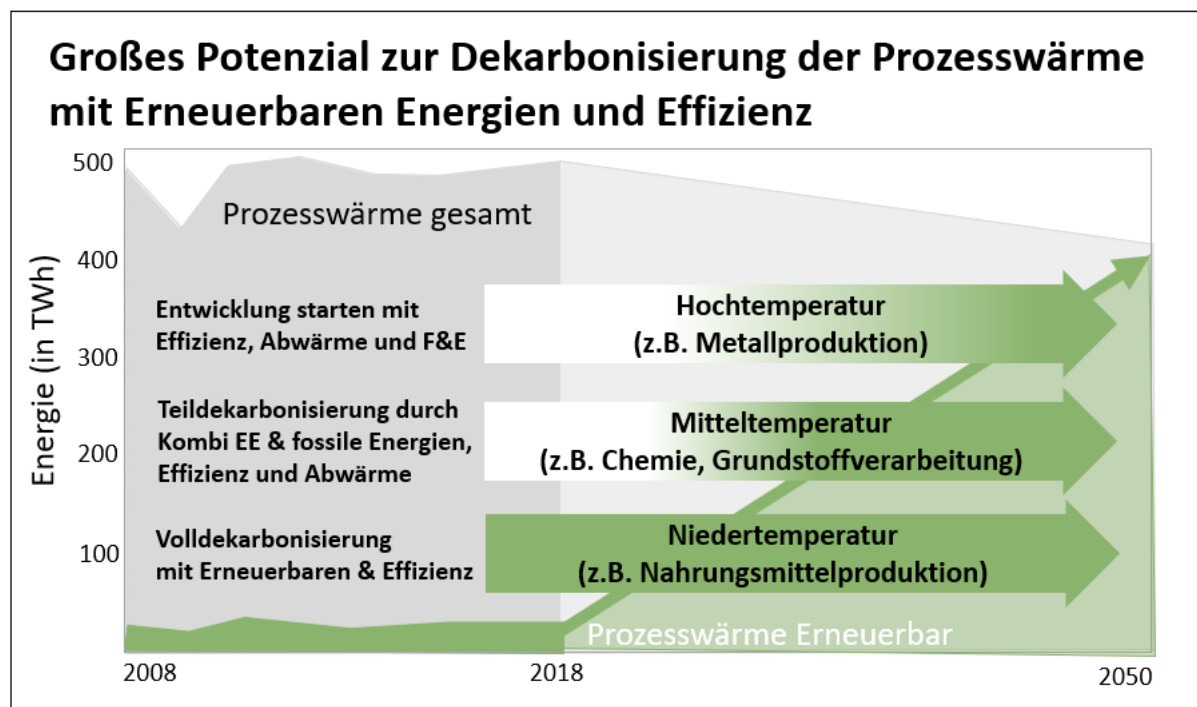 Großes Potenzial zur Dekarbonisierung der Prozesswärme
mit Erneuerbaren Energien und Effizienz
Energie (in TWh)
500
400
300
200
100
Prozesswärme gesamt
Entwicklung starten mit
Effizienz, Abwärme und F&E
Hochtemperatur
(z.B. Metallproduktion)
Teildekarbonisierung durch
Kombi EE & fossile Energien,
Effizienz und Abwärme
Mitteltemperatur
(z.B. Chemie, Grundstoffverarbeitung)
Volldekarbonisierung
mit Erneuerbaren & Effizienz
Niedertemperatur
(z.B. Nahrungsmittelproduktion)
Prozesswärme Erneuerbar
2008
2018
2050